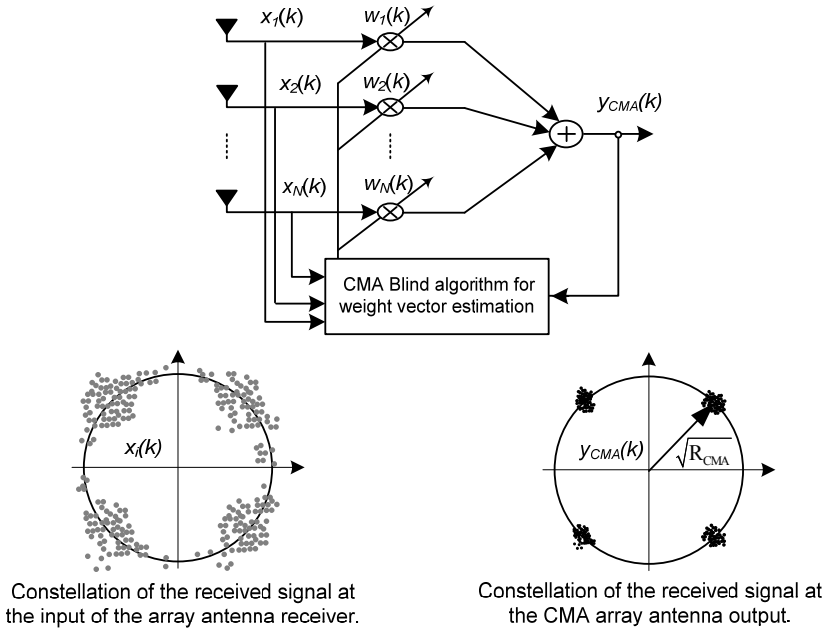 x1(k)
w1(k)
x2(k)
w2(k)
yCMA(k)
xN(k)
wN(k)
CMA Blind algorithm for
weight vector estimation
xi(k)
yCMA(k)
√RCMA
Constellation of the received signal at
the input of the array antenna receiver.
Constellation of the received signal at
the CMA array antenna output.